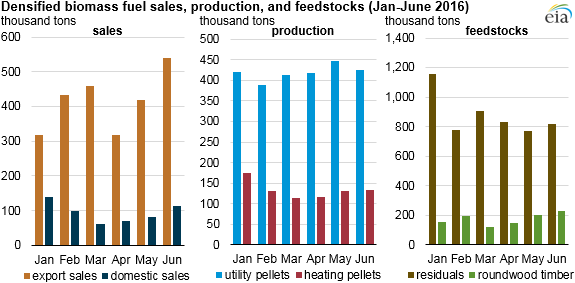 Densified biomass fuel sales, production, and feedstocks (Jan-June 2016)
thousand tons thousand tons thousand tons
eia
sales production feedstocks
600
500
400
300
200
100
0
Jan Feb Mar Apr May Jun
export sales domestic sales
500
450
400
350
300
250
200
150
100
50
0
Jan Feb Mar Apr May Jun
utility pellets heating pellets
1,400
1,200
1,000
800
600
400
200
0
Jan Feb Mar Apr May Jun
residuals roundwood timber